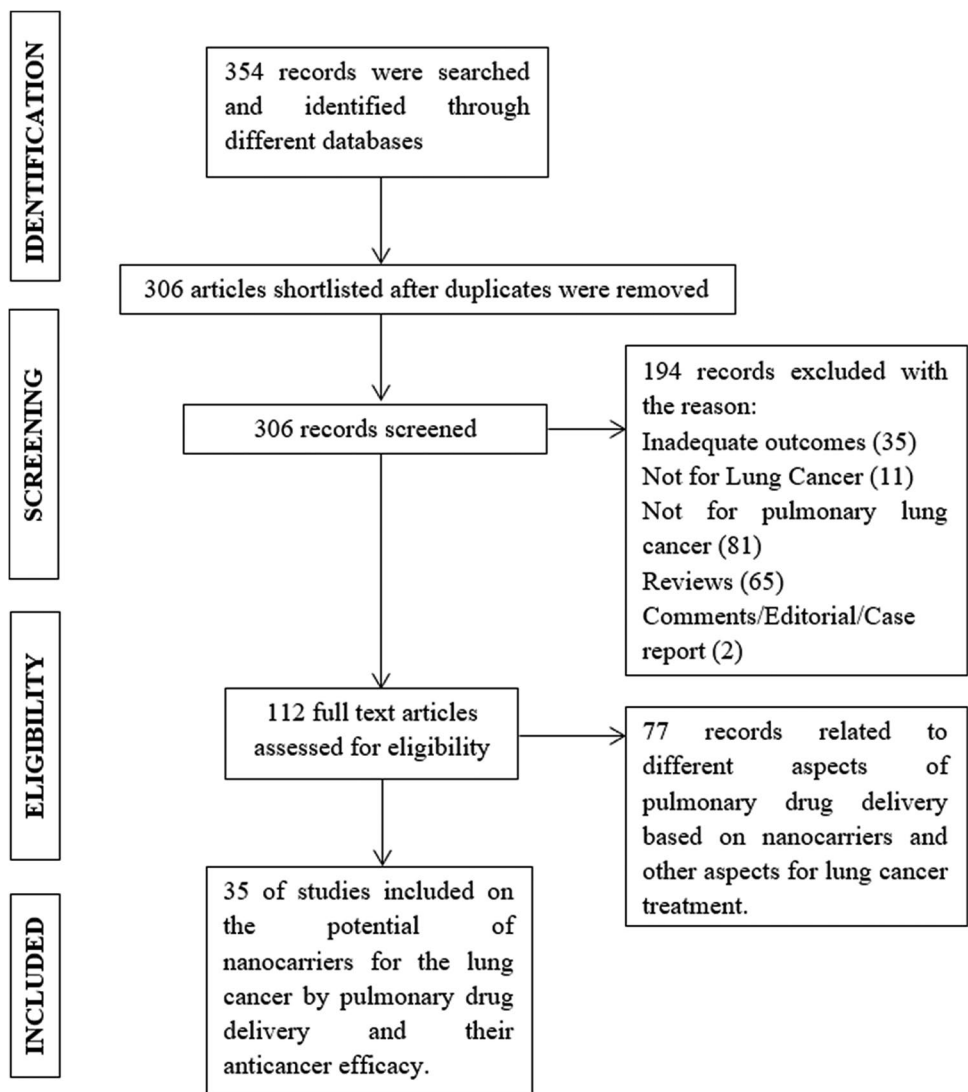 IDENTIFICATION
354 records were searched
and identified through
different databases
306 articles shortlisted after duplicates were removed
SCREENING
306 records screened
194 records excluded with
the reason:
Inadequate outcomes (35)
Not for Lung Cancer (11)
Not for pulmonary lung
cancer (81)
Reviews (65)
Comments/Editorial/Case
report (2)
ELIGIBILITY
112 full text articles
assessed for eligibility
77 records related to
different aspects of
pulmonary drug delivery
based on nanocarriers and
other aspects for lung cancer
treatment.
INCLUDED
35 of studies included on
the potential of
nanocarriers for the lung
cancer by pulmonary drug
delivery and their
anticancer efficacy.